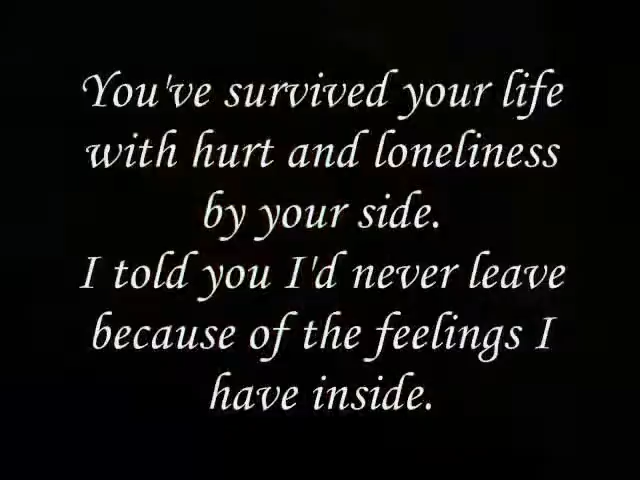 You've survived your life
with hurt and loneliness
by your side.
I told you I'd never leave
because of the feelings I
have inside.